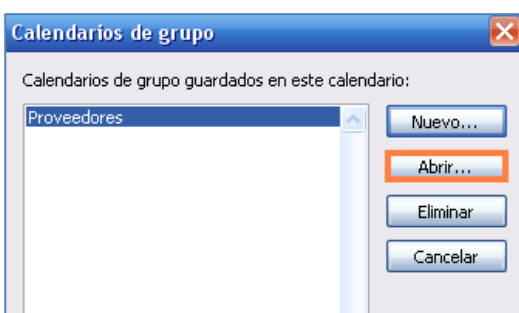 Calendarios de grupo
Calendarios de grupo guardados en este calendario:
Proveedores
Nuevo...
Abrir...
Eliminar
Cancelar